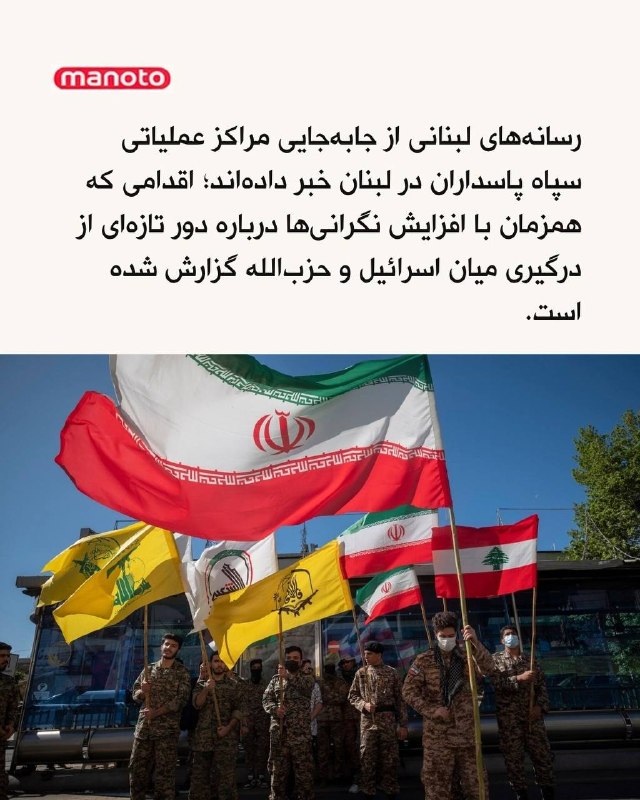 manoto
رسانه‌های لبنانی از جابه‌جایی مراکز عملیاتی
سپاه پاسداران در لبنان خبر داده‌اند؛ اقدامی که
همزمان با افزایش نگرانی‌ها درباره دور تازه‌ای از
درگیری میان اسرائیل و حزب‌الله گزارش شده
است.